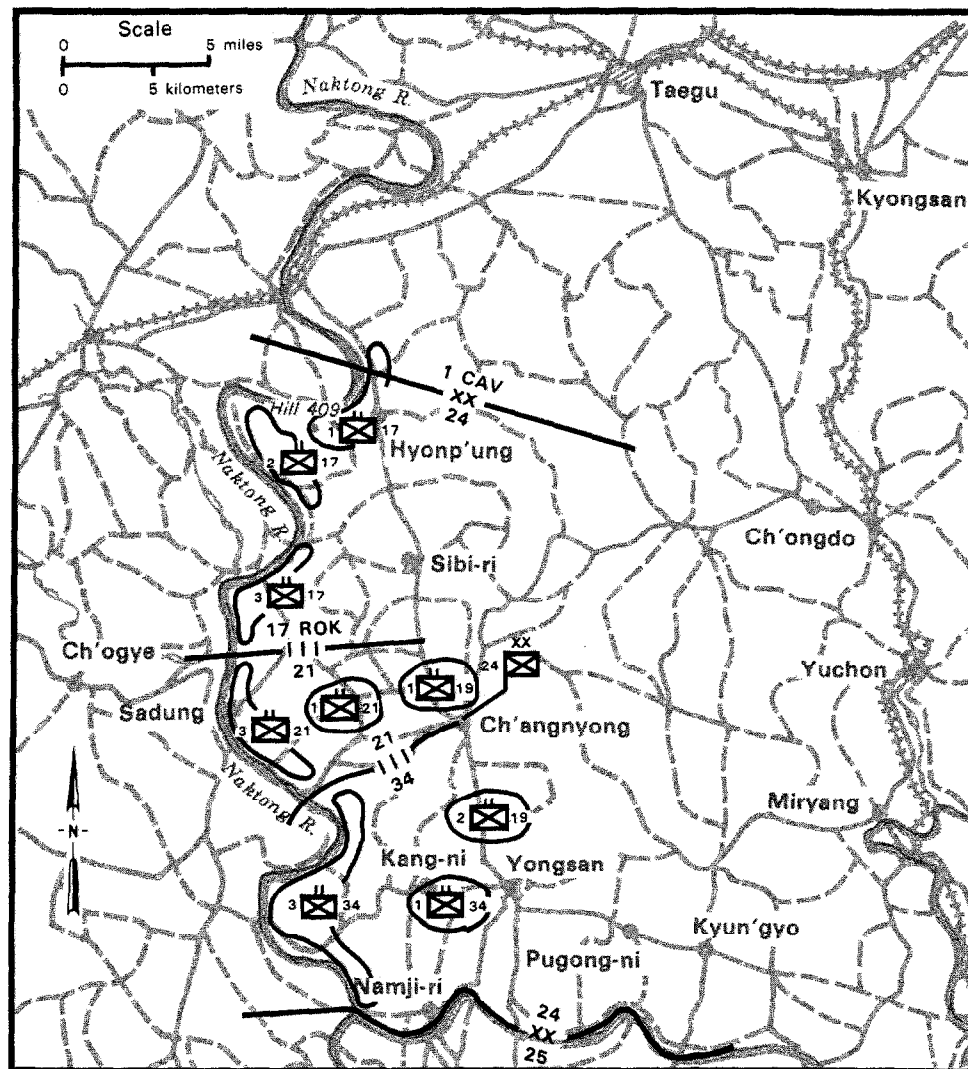 Scale
0 5 miles
0 5 kilometers
Naktong R.
Taegu
Kyongsan
1 CAV
XX
24
Hill 409
1 17
Hyonp'ung
2 17
Naktong R.
Ch'ongdo
Sibi-ri
3 17
17 ROK
III
21
Ch'ogye
XX
24
Yuchon
1 19
Sadung
1 21
3 21
Ch'angnyong
21
III
34
Naktong R.
Miryang
-N-
2 19
Kang-ni
Yongsan
3 34
1 34
Kyun'gyo
Pugong-ni
Namji-ri
24
XX
25